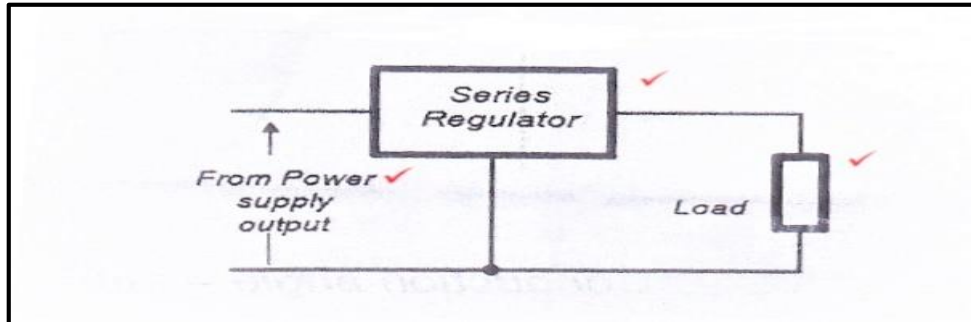 Series
Regulator
From Power
supply
output
Load